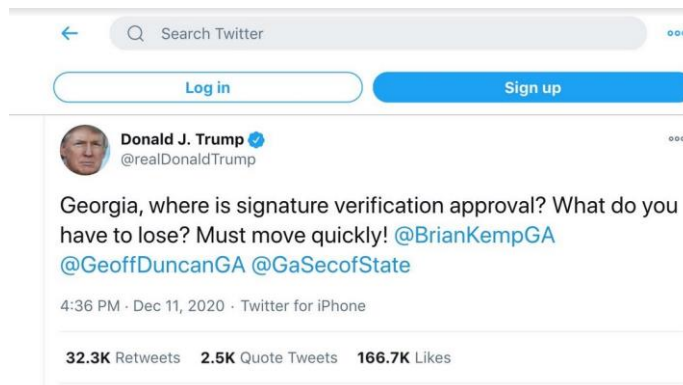 Search Twitter
Log in Sign up
Donald J. Trump
@realDonaldTrump
Georgia, where is signature verification approval? What do you
have to lose? Must move quickly! @BrianKempGA
@GeoffDuncanGA @GaSecofState
4:36 PM · Dec 11, 2020 · Twitter for iPhone
32.3K Retweets 2.5K Quote Tweets 166.7K Likes